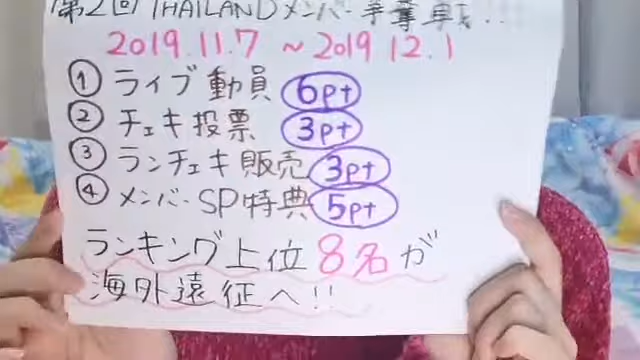 第2回 THAILANDメンバー争奪戦!!
2019.11.7 ～2019 12.1
① ライブ動員 6pt
② チェキ投票 3pt
③ ランチェキ販売 3pt
④ メンバーSP特典 5pt
ランキング上位8名が
海外遠征へ!!